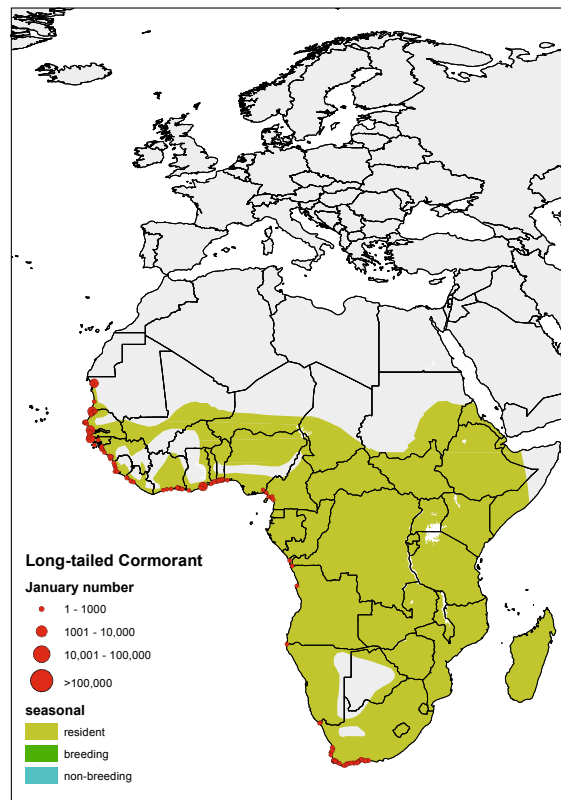 Long-tailed Cormorant
January number
1 - 1000
1001 - 10,000
10,001 - 100,000
>100,000
seasonal
resident
breeding
non-breeding